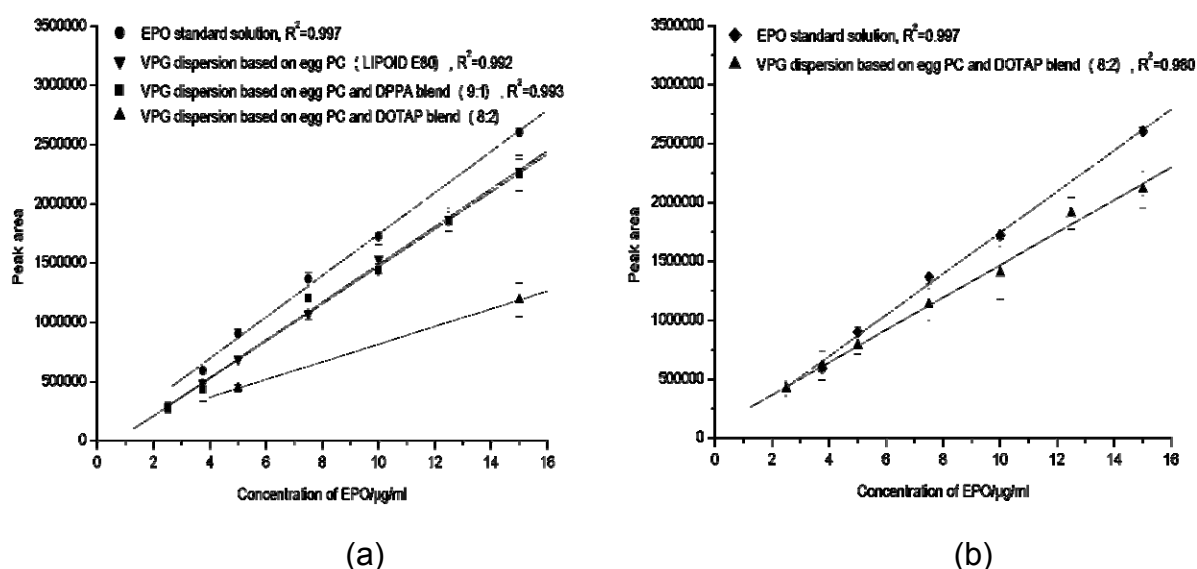 3500000
3000000
2500000
2000000
1500000
1000000
500000
0
Peak area
EPO standard solution, R²=0.997
VPG dispersion based on egg PC ( LIPOID E80) , R²=0.992
VPG dispersion based on egg PC and DPPA blend ( 9:1) , R²=0.993
VPG dispersion based on egg PC and DOTAP blend ( 8:2)
0 2 4 6 8 10 12 14 16
Concentration of EPO/μg/ml
(a)
3500000
3000000
2500000
2000000
1500000
1000000
500000
0
Peak area
EPO standard solution, R²=0.997
VPG dispersion based on egg PC and DOTAP blend ( 8:2) , R²=0.980
0 2 4 6 8 10 12 14 16
Concentration of EPO/μg/ml
(b)